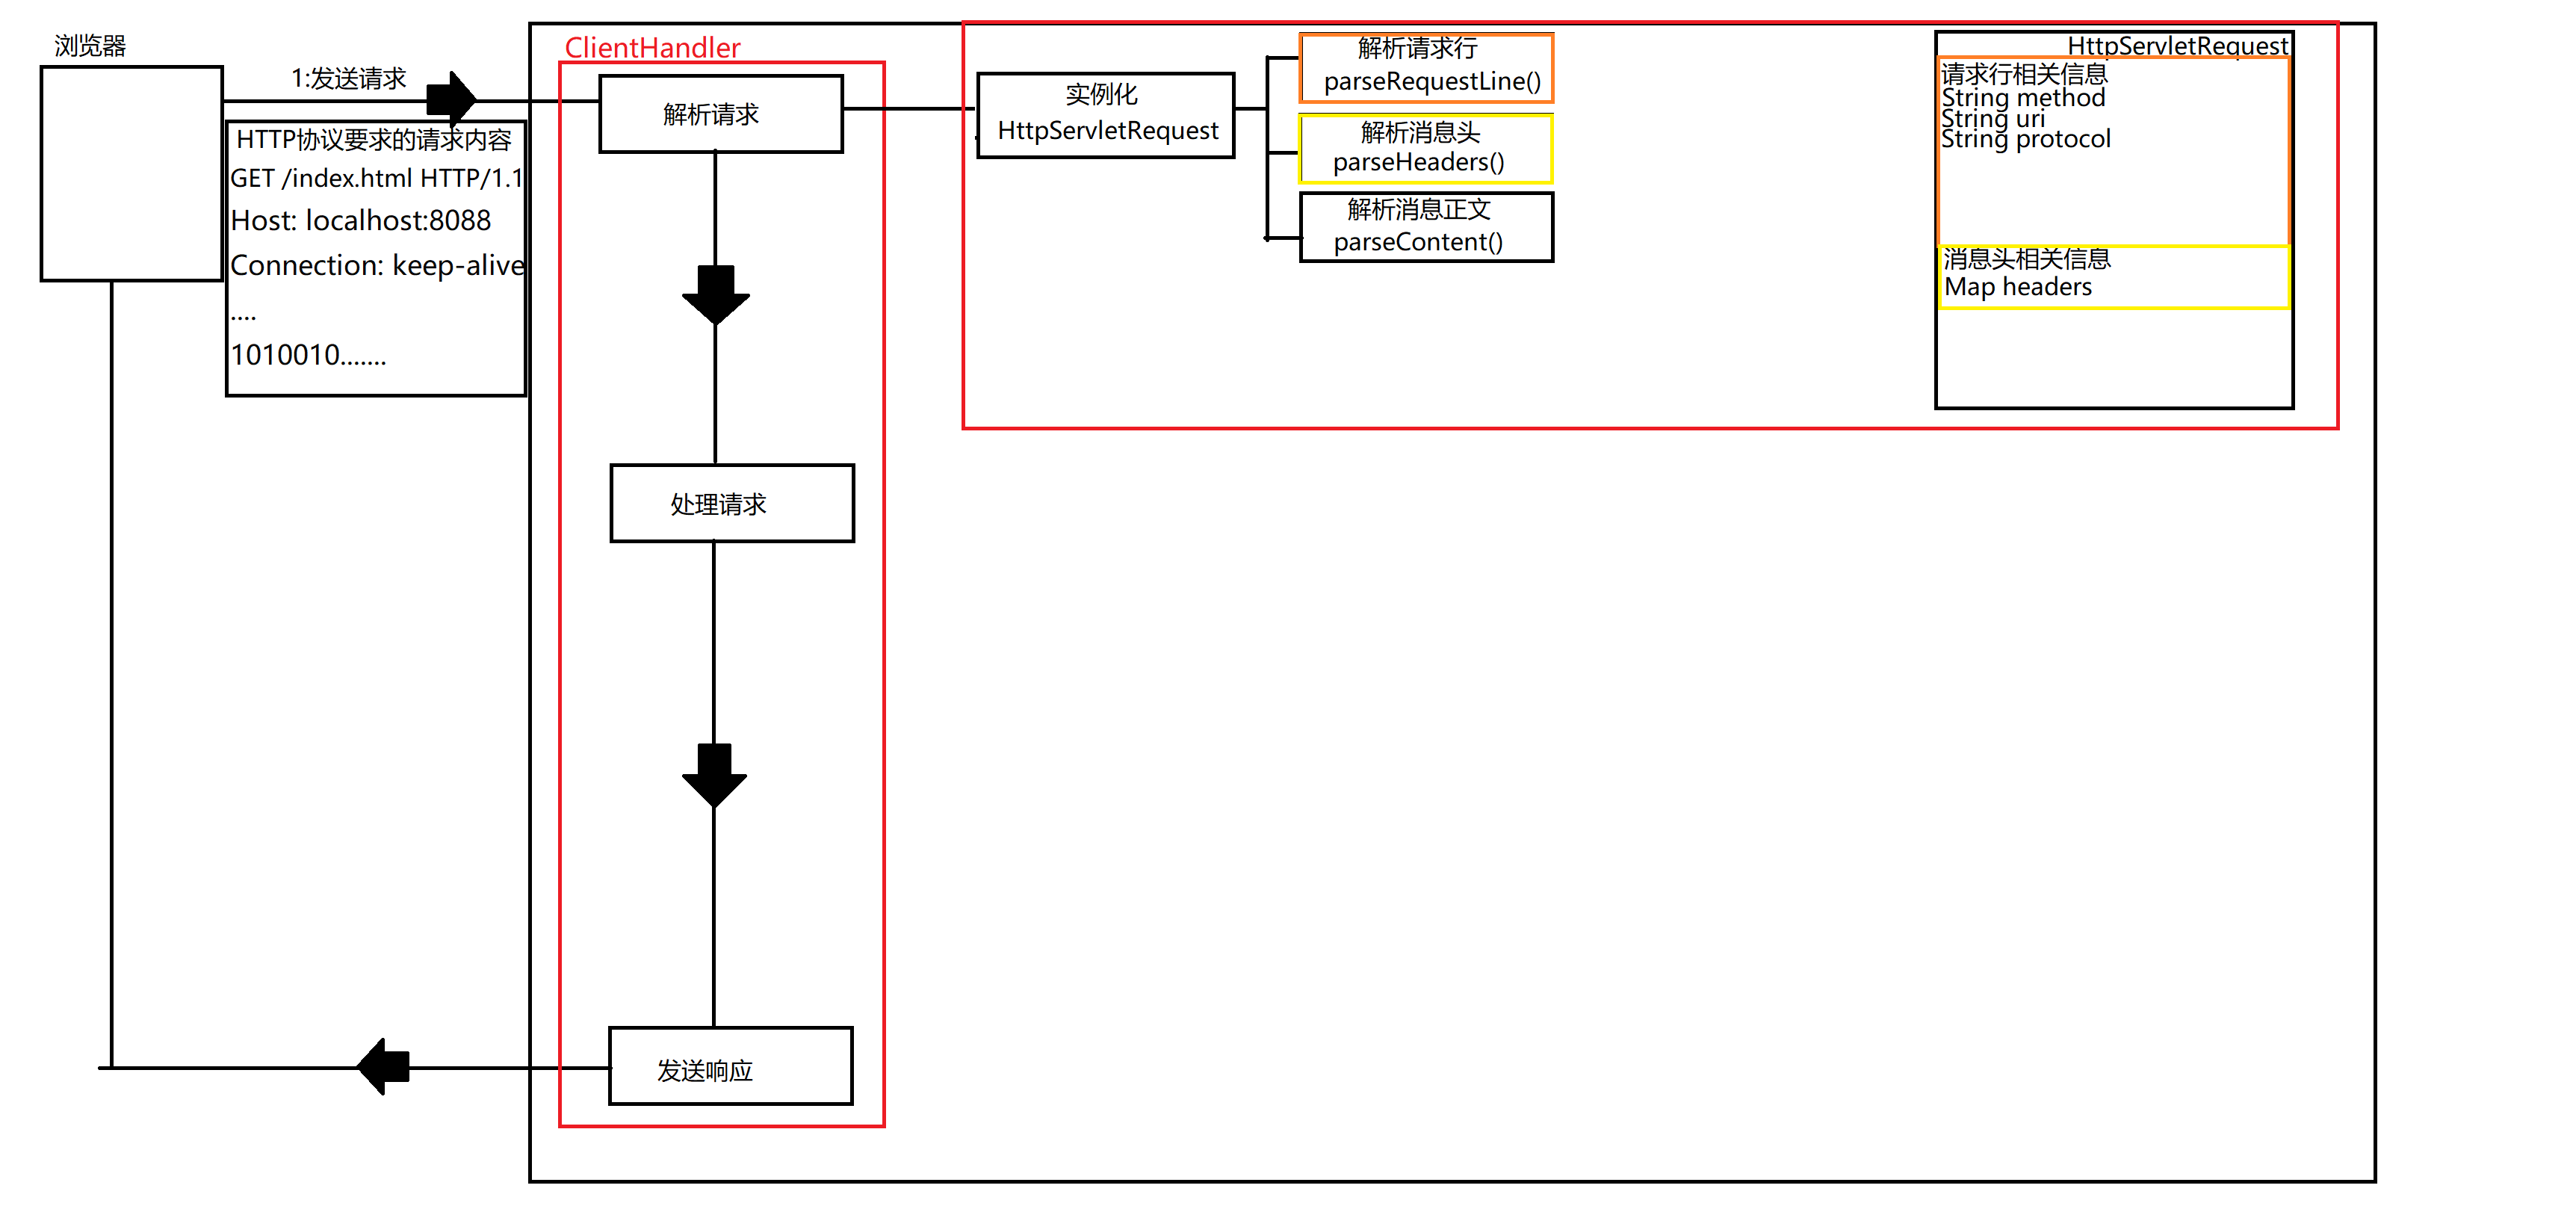 浏览器
1:发送请求
HTTP协议要求的请求内容
GET /index.html HTTP/1.1
Host: localhost:8088
Connection: keep-alive
....
1010010.......
ClientHandler
解析请求
处理请求
发送响应
实例化
HttpServletRequest
解析请求行
parseRequestLine()
解析消息头
parseHeaders()
解析消息正文
parseContent()
HttpServletRequest
请求行相关信息
String method
String uri
String protocol
消息头相关信息
Map headers